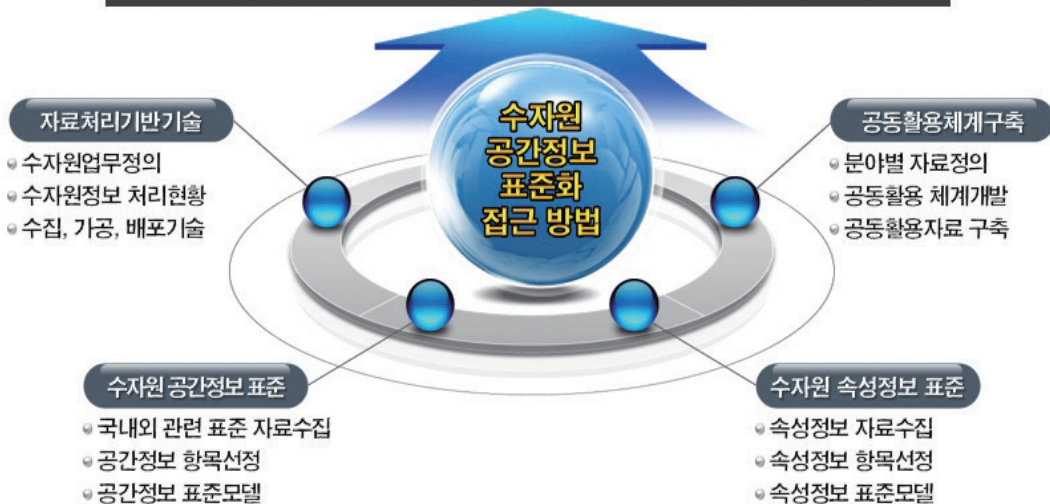 수자원
공간정보
표준화
접근 방법
자료처리기반기술
수자원업무정의
수자원정보 처리현황
수집, 가공, 배포기술
공동활용체계구축
분야별 자료정의
공동활용 체계개발
공동활용자료 구축
수자원 공간정보 표준
국내외 관련 표준 자료수집
공간정보 항목선정
공간정보 표준모델
수자원 속성정보 표준
속성정보 자료수집
속성정보 항목선정
속성정보 표준모델